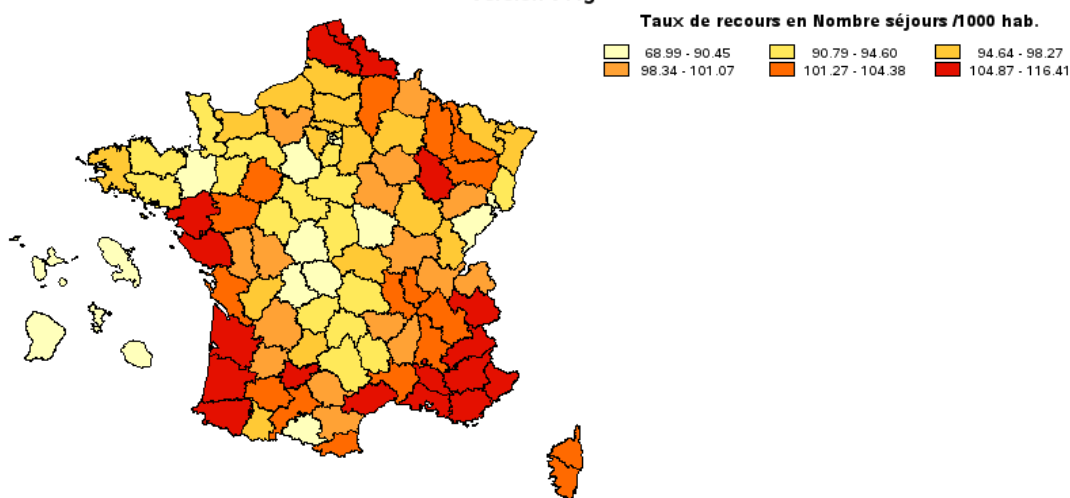 Taux de recours en Nombre séjours /1000 hab.
68.99 - 90.45 90.79 - 94.60 94.64 - 98.27
98.34 - 101.07 101.27 - 104.38 104.87 - 116.41